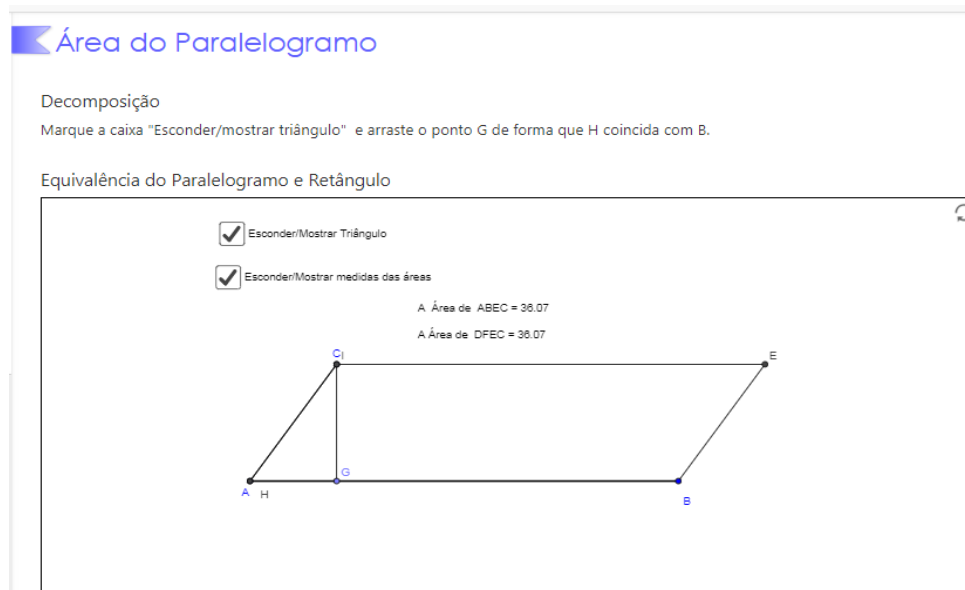 Área do Paralelogramo
Decomposição
Marque a caixa "Esconder/mostrar triângulo"  e arraste o ponto G de forma que H coincida com B.
Equivalência do Paralelogramo e Retângulo
Esconder/Mostrar Triângulo
Esconder/Mostrar medidas das áreas
A Área de ABEC = 36.07
A Área de DFEC = 36.07
C I
E
G
A H
B